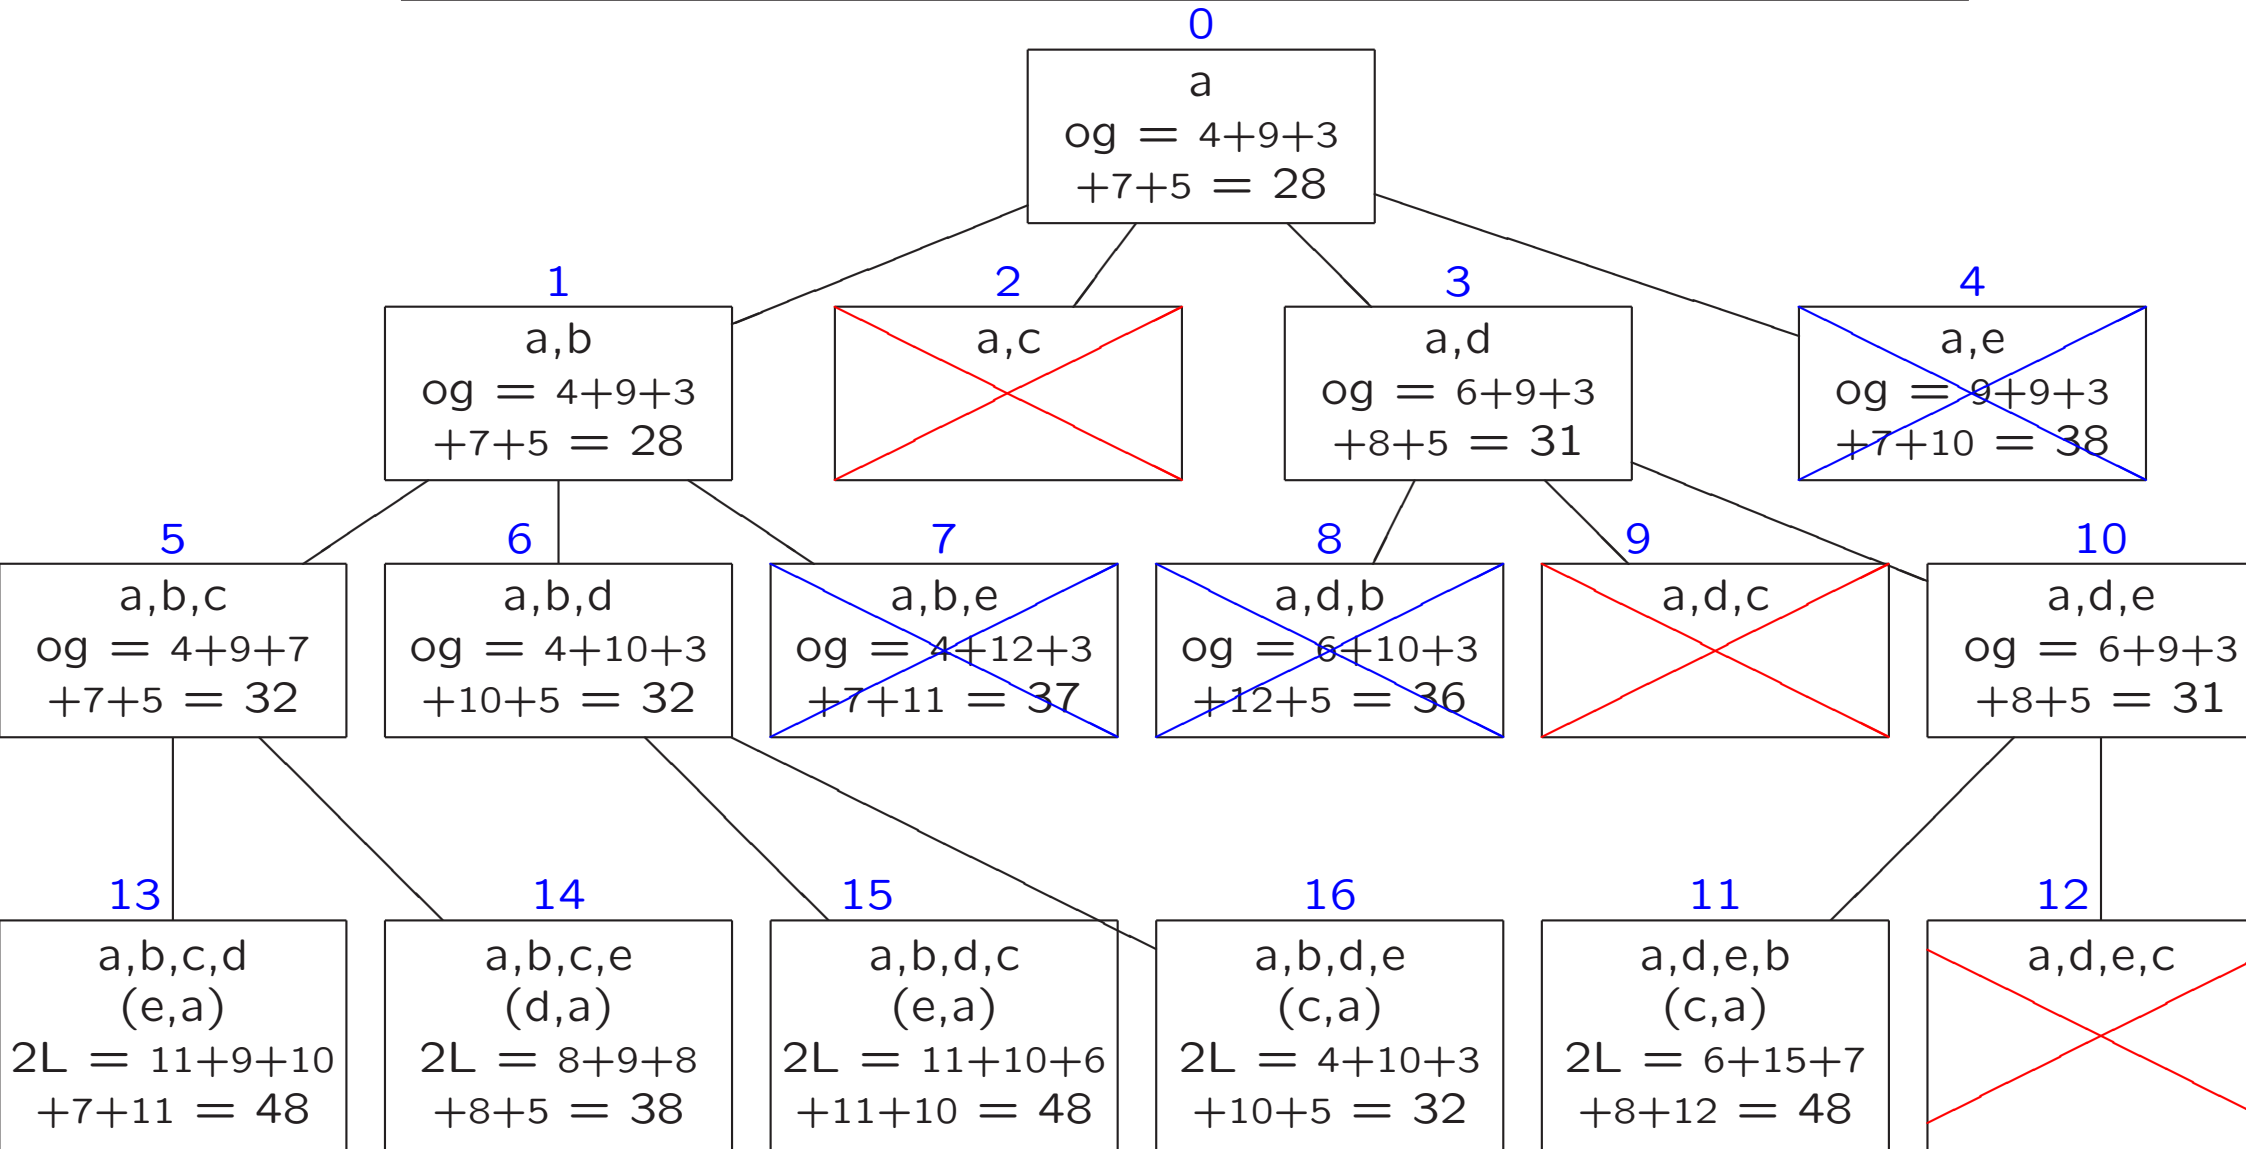 0
a
og = 4+9+3
+7+5 = 28
1
a,b
og = 4+9+3
+7+5 = 28
2
a,c
3
a,d
og = 6+9+3
+8+5 = 31
4
a,e
og = 9+9+3
+7+10 = 38
5
a,b,c
og = 4+9+7
+7+5 = 32
6
a,b,d
og = 4+10+3
+10+5 = 32
7
a,b,e
og = 4+12+3
+7+11 = 37
8
a,d,b
og = 6+10+3
+12+5 = 36
9
a,d,c
10
a,d,e
og = 6+9+3
+8+5 = 31
13
a,b,c,d
(e,a)
2L = 11+9+10
+7+11 = 48
14
a,b,c,e
(d,a)
2L = 8+9+8
+8+5 = 38
15
a,b,d,c
(e,a)
2L = 11+10+6
+11+10 = 48
16
a,b,d,e
(c,a)
2L = 4+10+3
+10+5 = 32
11
a,d,e,b
(c,a)
2L = 6+15+7
+8+12 = 48
12
a,d,e,c